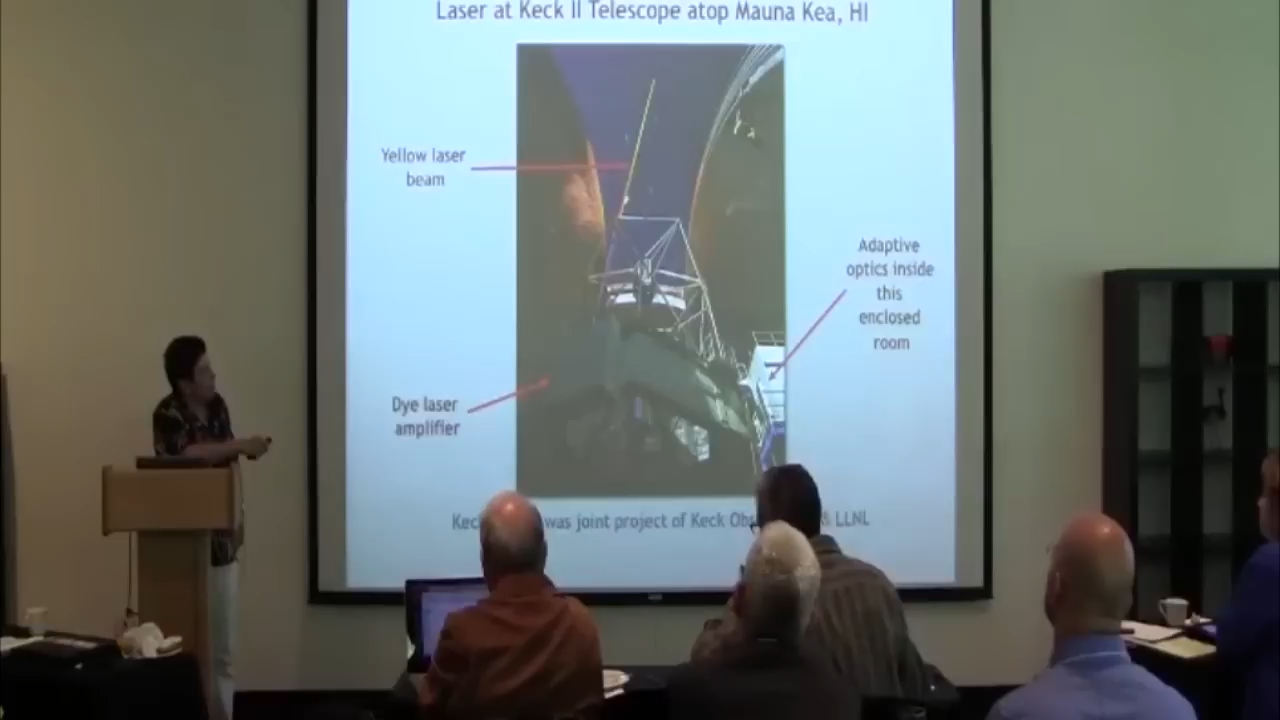 Laser at Keck II Telescope atop Mauna Kea, HI
Yellow laser
beam
Adaptive
optics inside
this
enclosed
room
Dye laser
amplifier
was joint project of Keck LLNL